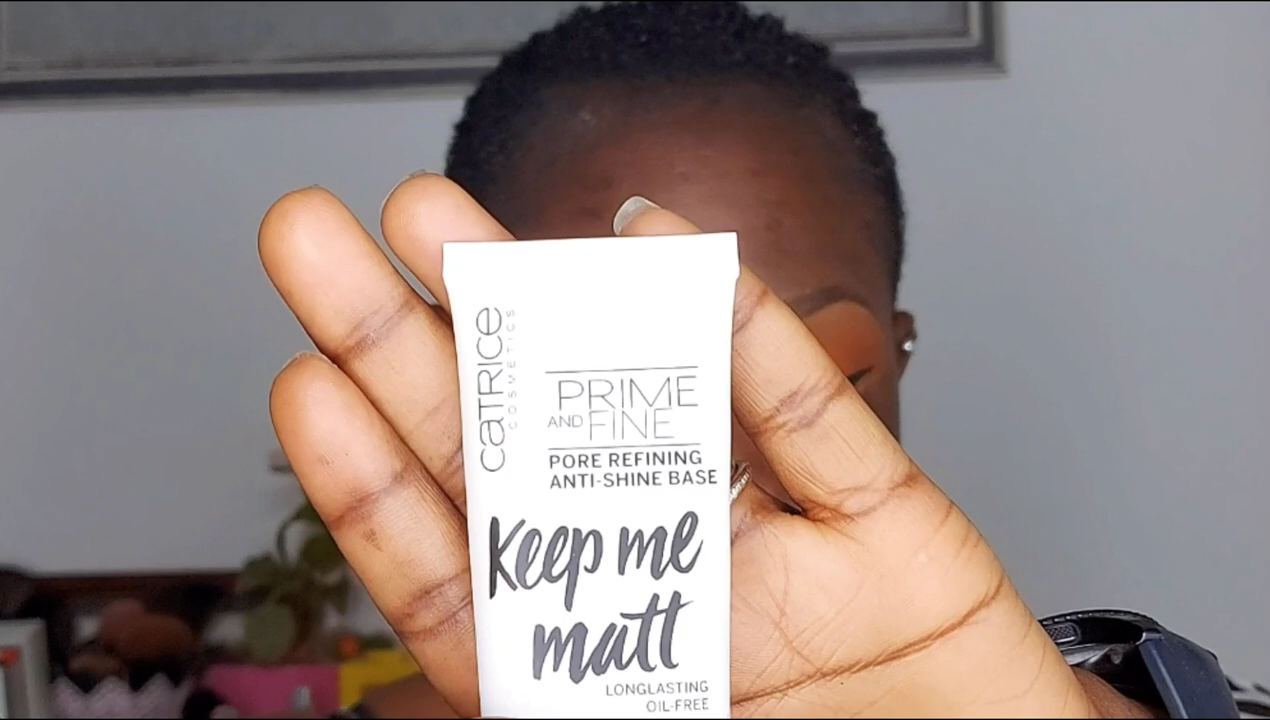 CATRICE
COSMETICS
PRIME
AND FINE
PORE REFINING
ANTI-SHINE BASE
Keep me
matt
LONGLASTING
OIL-FREE